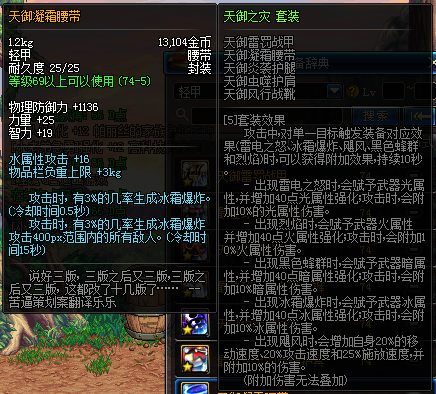 天御凝霜腰带
1.2kg 13,104金币
轻甲 腰带
耐久度 25/25 封装
等级69以上可以使用 (74-5)
物理防御力 +1136
力量 +25
智力 +19
水属性攻击 +16
物品栏负重上限 +3kg
攻击时, 有3%的几率生成冰霜爆炸。
(冷却时间0.5秒)
攻击时, 有3%的几率生成冰霜爆炸
攻击400px范围内的所有敌人。(冷却时
间15秒)
说好三版, 三版之后又三版,三版之
后又三版, 这都改了十几版了…… --
苦逼策划案翻译乐乐
天御之灾 套装
天御雷罚战甲
天御凝霜腰带
天御炎袭护腿
天御虫蜃护肩
天御风行战靴
[5]套装效果
攻击中,对单一目标触发装备对应效
果(雷电之怒、冰霜爆炸、飓风、黑色蜂群
和烈焰)时,可以获得附加效果,持续10秒
。
- 出现雷电之怒时,会赋予武器光属
性,并增加40点光属性强化;攻击时,会附
加10%的光属性伤害。
- 出现烈焰时,会赋予武器火属性
并增加40点火属性强化;攻击时,会附加
10%火属性伤害。
- 出现黑色蜂群时,会赋予武器暗属
性,并增加40点暗属性强化;攻击时,会附
加10%暗属性伤害。
- 出现冰霜爆炸时,会赋予武器冰属
性,并增加40点冰属性强化;攻击时,会附
加10%冰属性伤害。
- 出现飓风时,会增加自身20%的移
动速度、20%攻击速度和25%施放速度,并
附加10%的伤害。
(附加伤害无法叠加)
辞典
轻甲
Lv
搜索